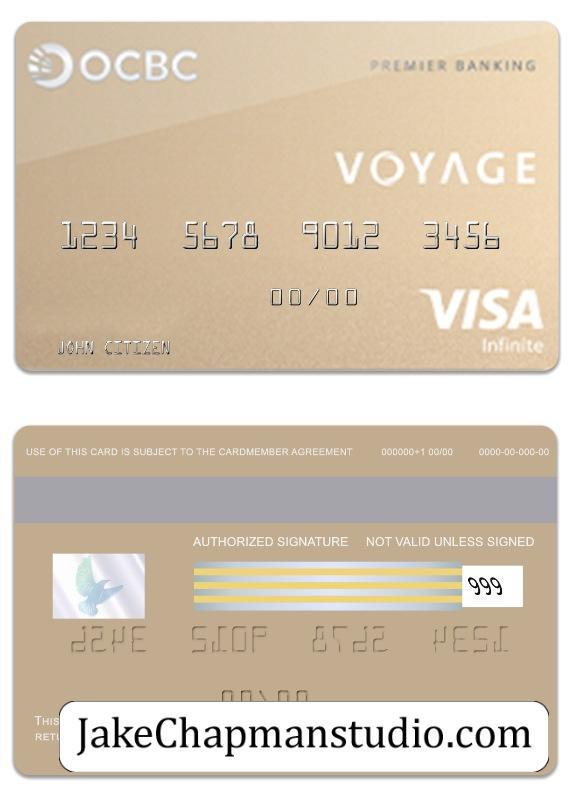 OCBC
PREMIER BANKING
VOYAGE
1234 5678 9012 3456
00/00
VISA
Infinite
JOHN CITIZEN
USE OF THIS CARD IS SUBJECT TO THE CARDMEMBER AGREEMENT 000000+1 00/00 0000-00-000-00
AUTHORIZED SIGNATURE NOT VALID UNLESS SIGNED
999
THIS
JakeChapmanstudio.com